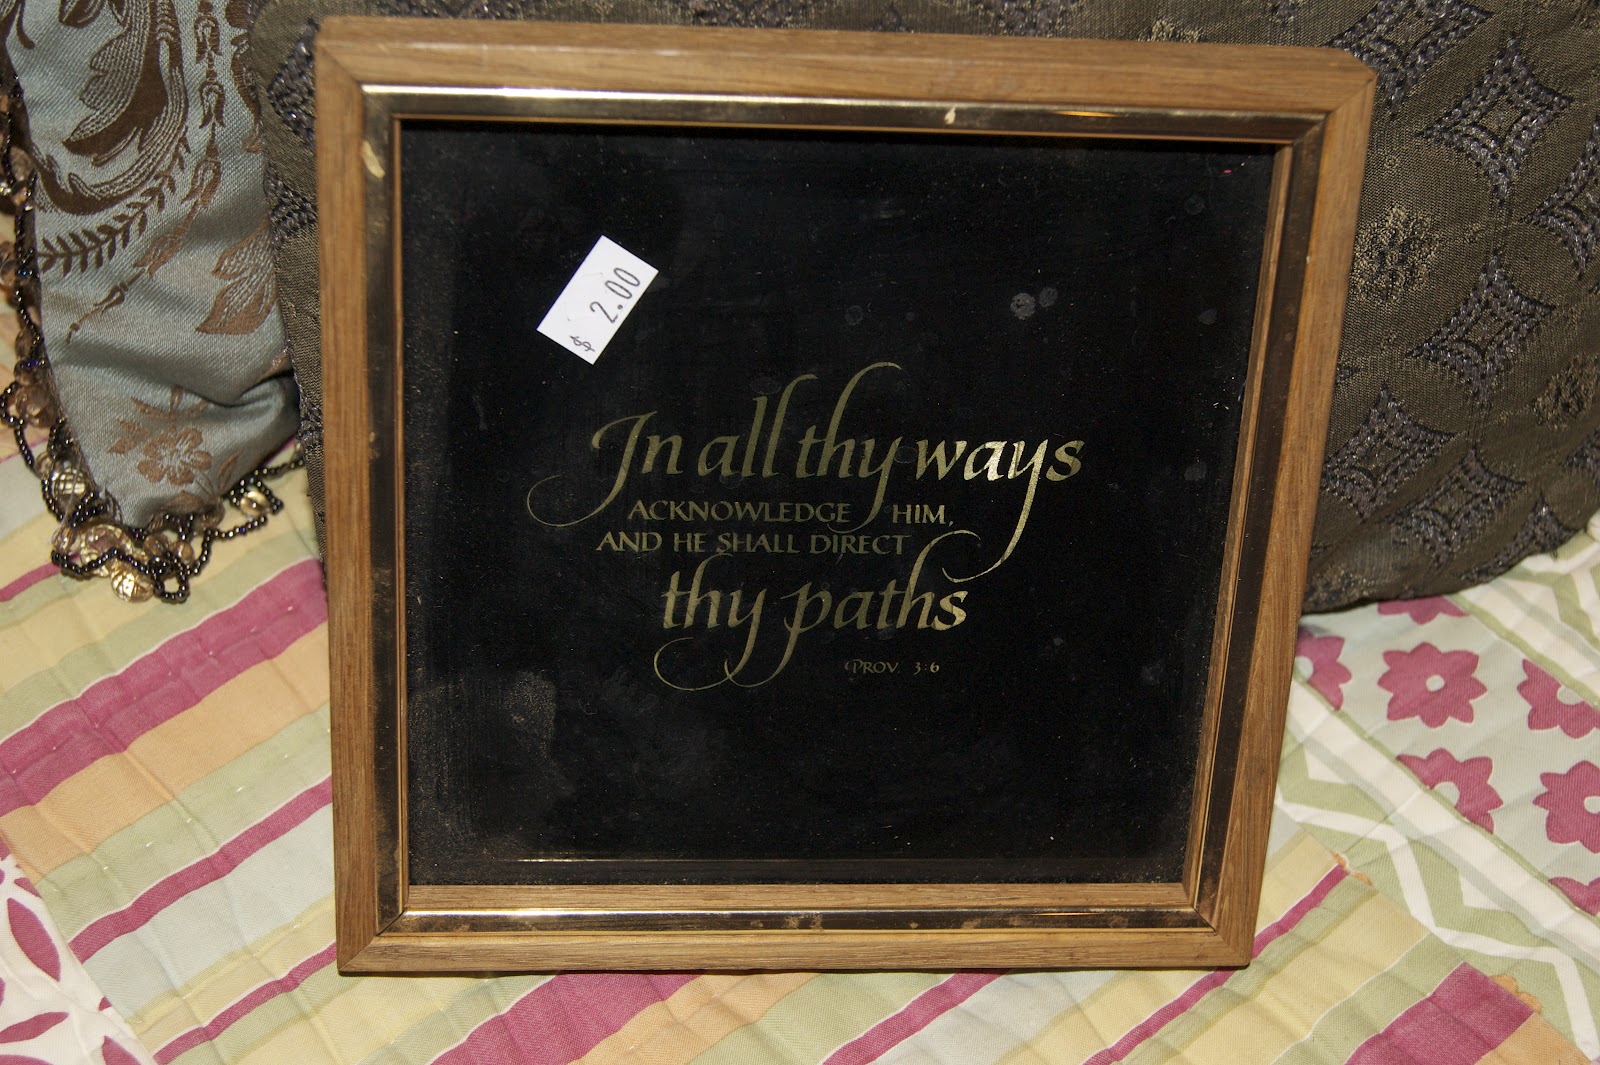 $ 2.00
In all thy ways
ACKNOWLEDGE HIM,
AND HE SHALL DIRECT
thy paths
PROV. 3:6